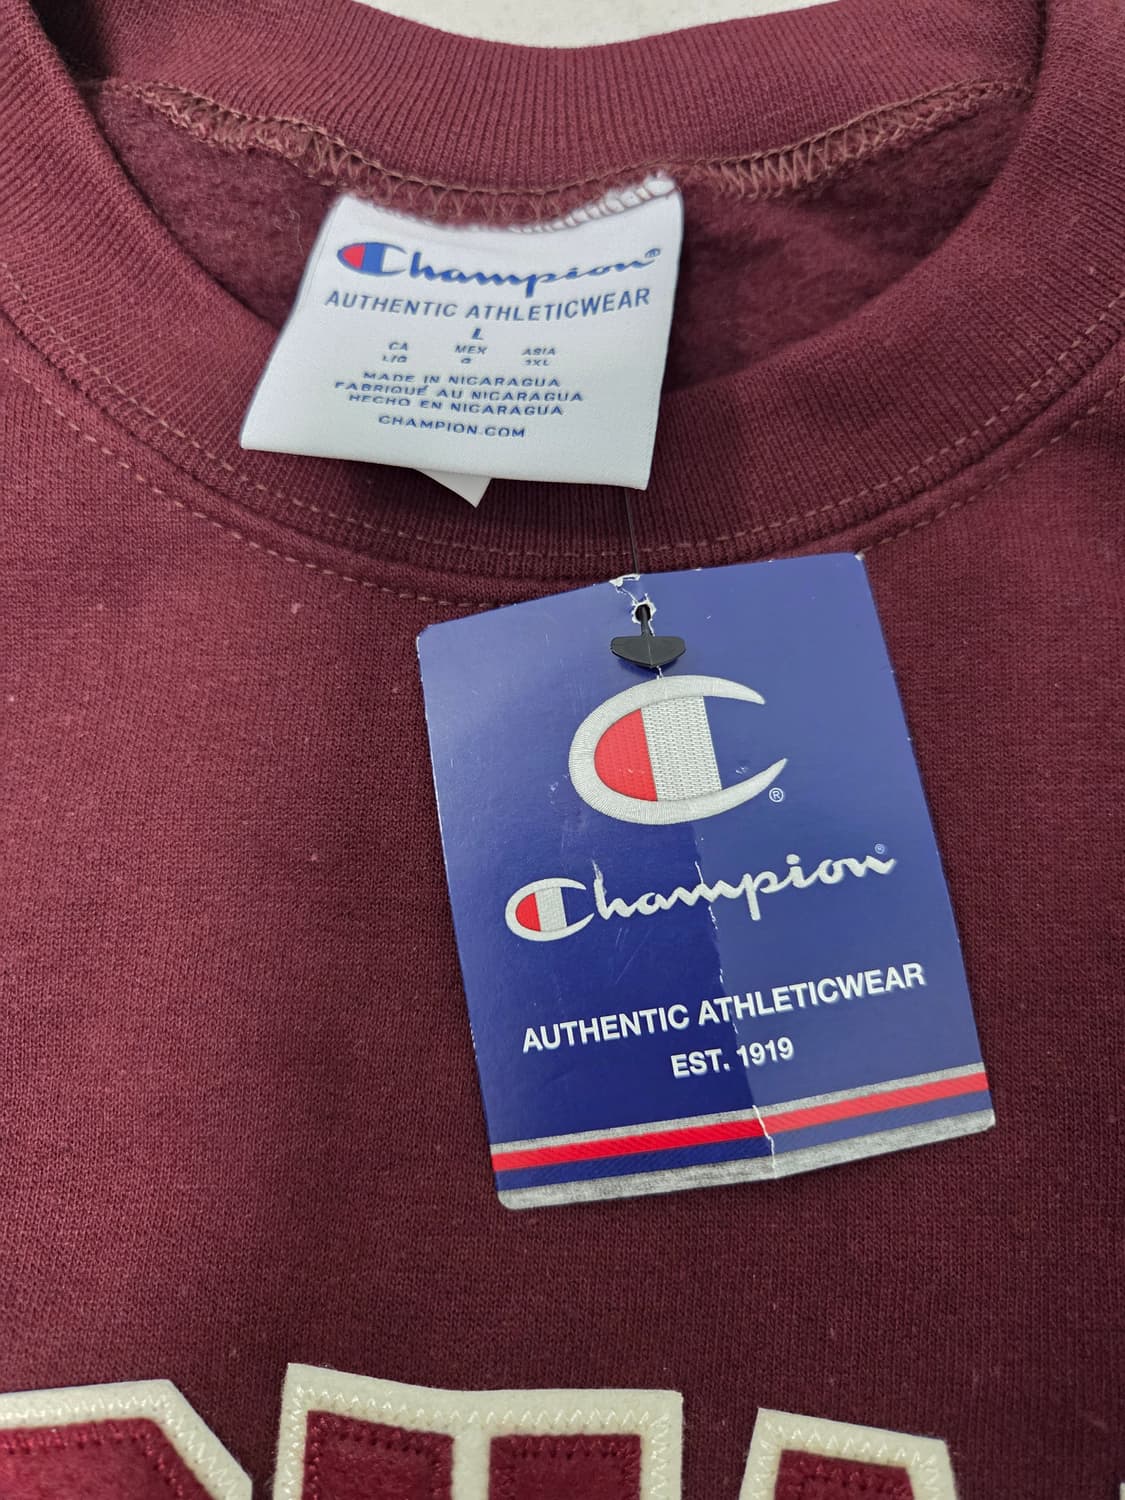 Champion®
AUTHENTIC ATHLETICWEAR
L
CA MEX ASIA
L/G G
MADE IN NICARAGUA
FABRIQUÉ AU NICARAGUA
HECHO EN NICARAGUA
CHAMPION.COM
®
Champion®
AUTHENTIC ATHLETICWEAR
EST. 1919